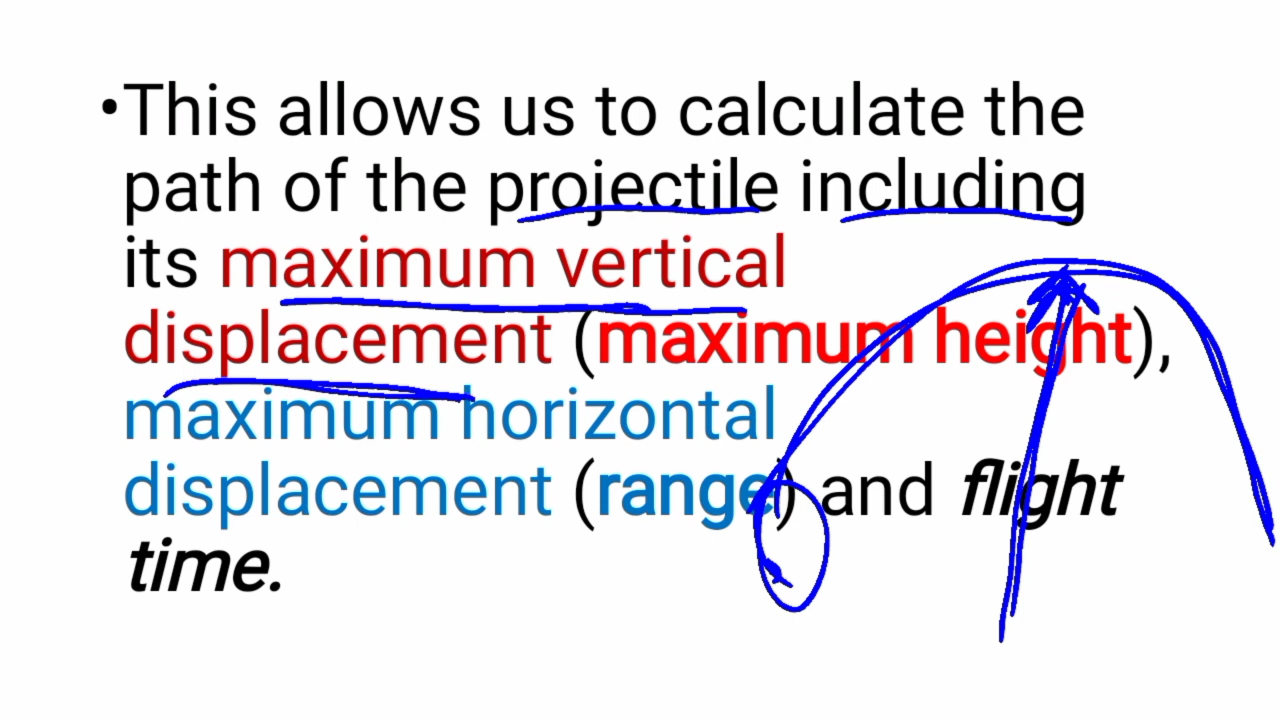 •This allows us to calculate the
path of the projectile including
its maximum vertical
displacement (maximum height),
maximum horizontal
displacement (range) and flight
time.